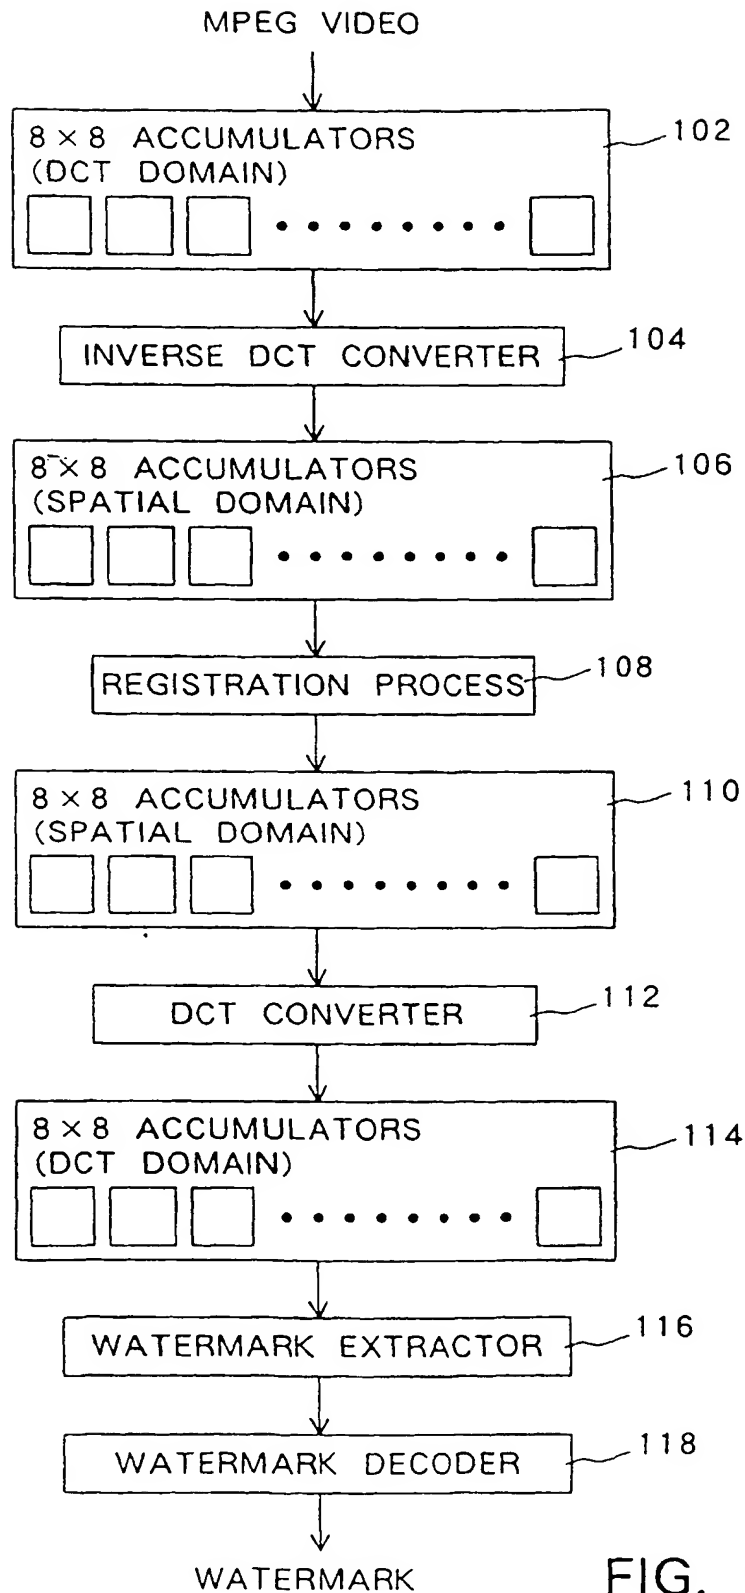 MPEG VIDEO
8 × 8 ACCUMULATORS
(DCT DOMAIN)
102
INVERSE DCT CONVERTER
104
8 × 8 ACCUMULATORS
(SPATIAL DOMAIN)
106
REGISTRATION PROCESS
108
8 × 8 ACCUMULATORS
(SPATIAL DOMAIN)
110
DCT CONVERTER
112
8 × 8 ACCUMULATORS
(DCT DOMAIN)
114
WATERMARK EXTRACTOR
116
WATERMARK DECODER
118
WATERMARK
FIG.